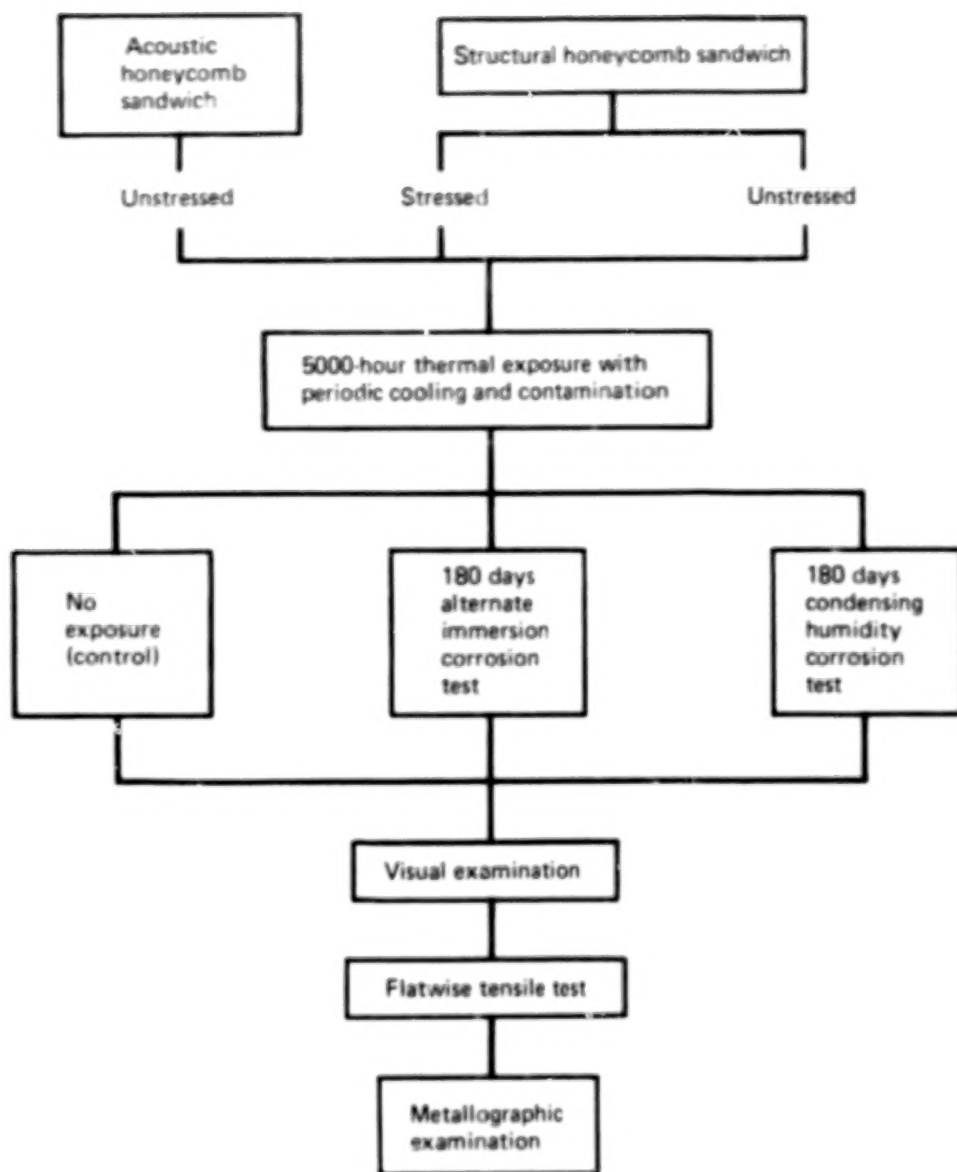 Acoustic
honeycomb
sandwich
Structural honeycomb sandwich
Unstressed
Stressed
Unstressed
5000-hour thermal exposure with
periodic cooling and contamination
No
exposure
(control)
180 days
alternate
immersion
corrosion
test
180 days
condensing
humidity
corrosion
test
Visual examination
Flatwise tensile test
Metallographic
examination